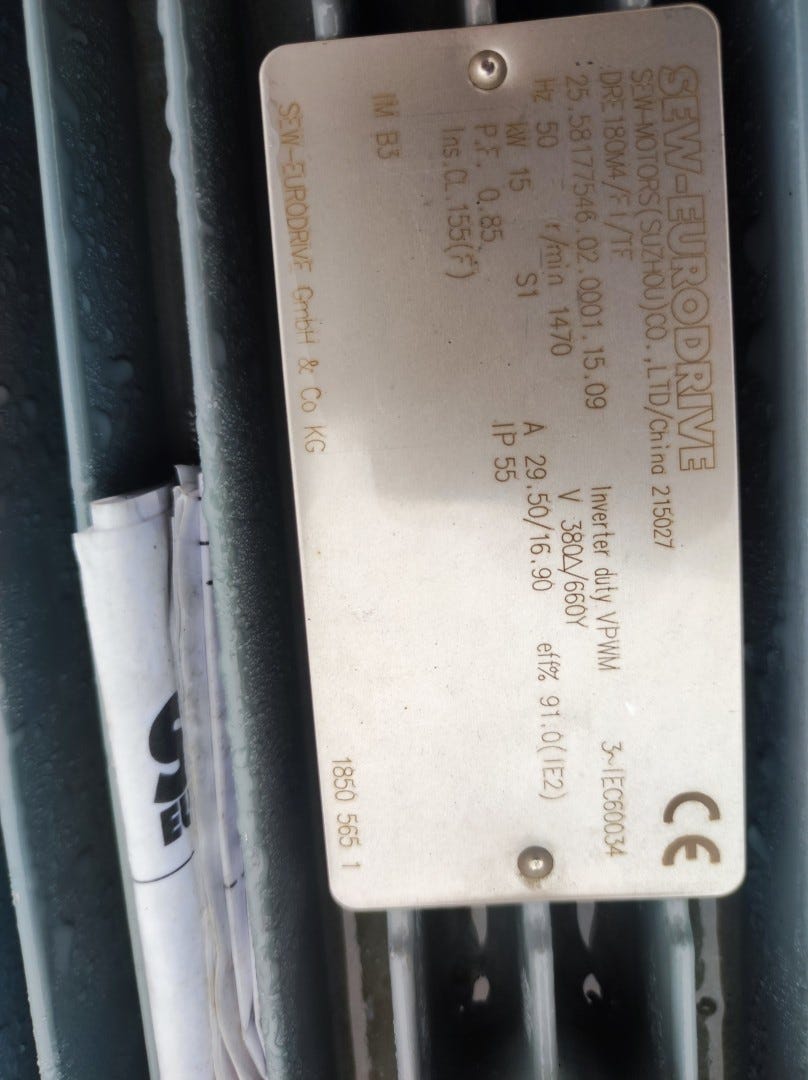 SEW-EURODRIVE
SEW-MOTORS(SUZHOU)CO.,LTD/China 215027
DRE180M4/FI/TF Inverter duty VPWM 3~IEC60034
: 25.58177546.02.0001.15.09 V 380Δ/660Y
Hz 50 r/min 1470 A 29.50/16.90 eff% 91.0(IE2)
kW 15 S1 IP 55
P.F. 0.85
Ins.Cl.155(F)
IM B3
SEW-EURODRIVE GmbH & Co KG 1850 565 1
CE